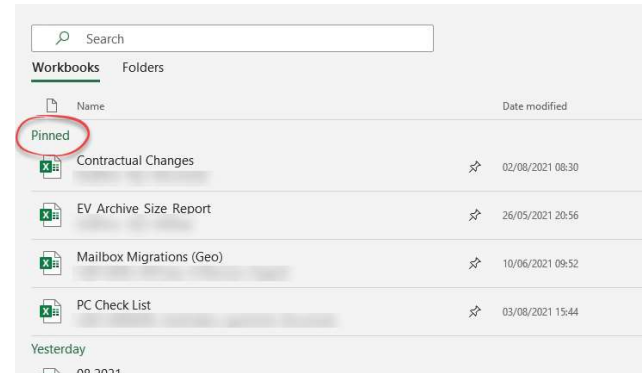 Search
Workbooks Folders
Name Date modified
Pinned
Contractual Changes 02/08/2021 08:30
EV Archive Size Report 26/05/2021 20:56
Mailbox Migrations (Geo) 10/06/2021 09:52
PC Check List 03/08/2021 15:44
Yesterday
08 2021